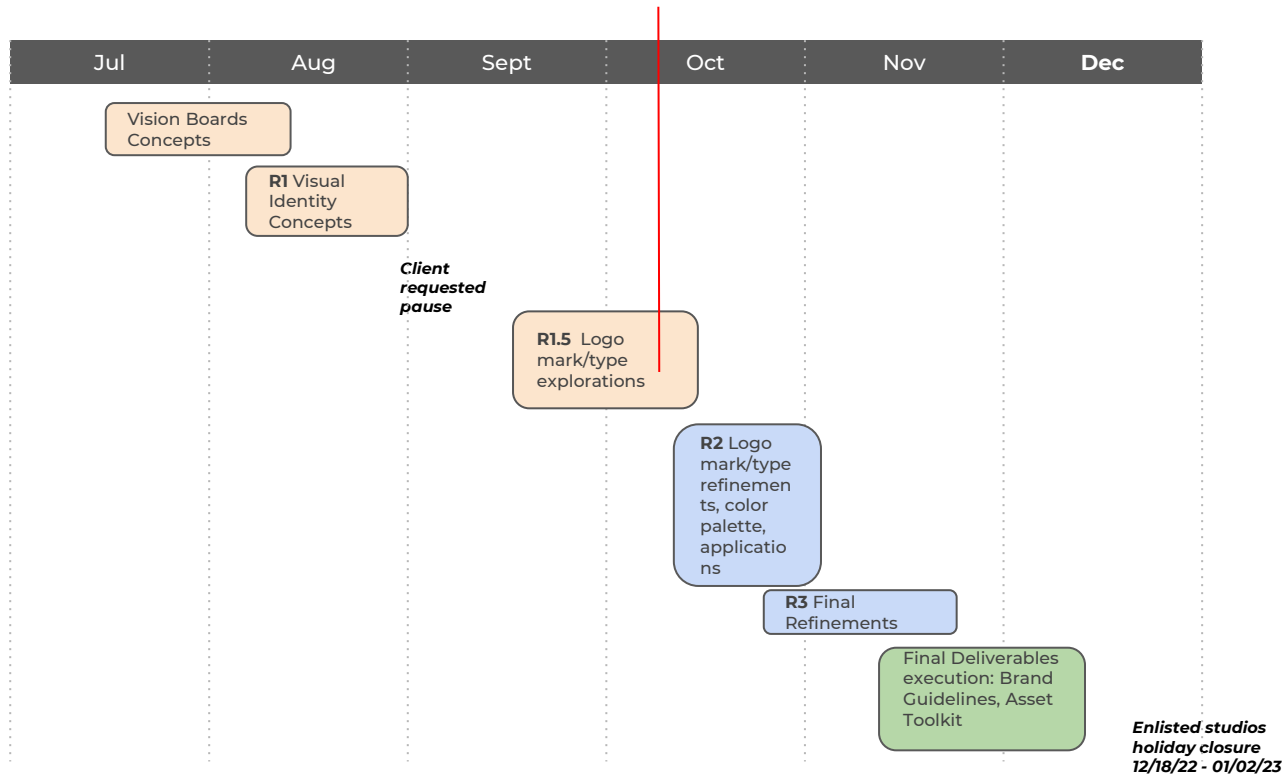 Jul Aug Sept Oct Nov Dec
Vision Boards
Concepts
R1 Visual
Identity
Concepts
Client
requested
pause
R1.5 Logo
mark/type
explorations
R2 Logo
mark/type
refinemen
ts, color
palette,
applicatio
ns
R3 Final
Refinements
Final Deliverables
execution: Brand
Guidelines, Asset
Toolkit
Enlisted studios
holiday closure
12/18/22 - 01/02/23